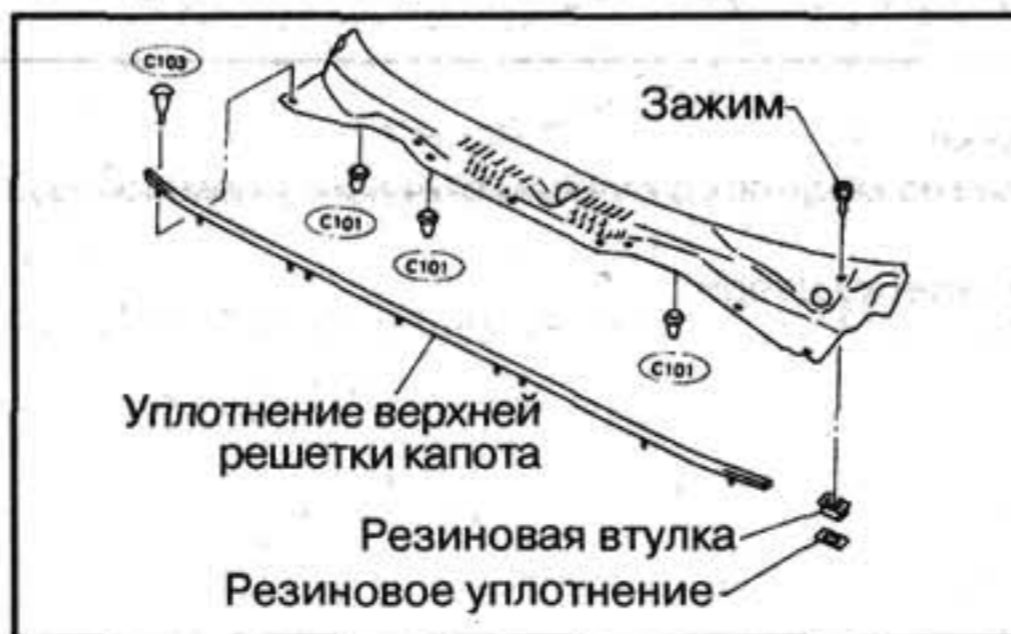 C103
Зажим
C101
C101
C101
Уплотнение верхней
решетки капота
Резиновая втулка
Резиновое уплотнение